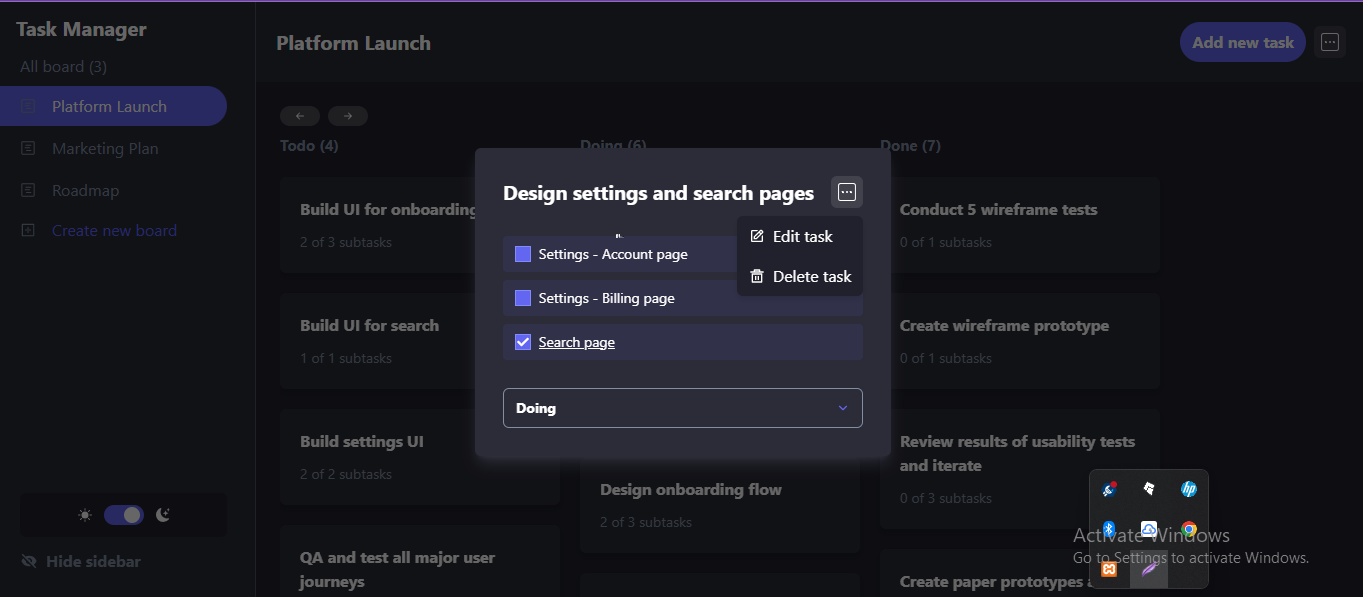 Task Manager
All board (3)
Platform Launch
Marketing Plan
Roadmap
Create new board
Hide sidebar
Platform Launch
Add new task
Todo (4)
Build UI for onboarding
2 of 3 subtasks
Build UI for search
1 of 1 subtasks
Build settings UI
2 of 2 subtasks
QA and test all major user
journeys
Doing (6)
Design settings and search pages
Edit task
Delete task
Settings - Account page
Settings - Billing page
Search page
Doing
Design onboarding flow
2 of 3 subtasks
Done (7)
Conduct 5 wireframe tests
0 of 1 subtasks
Create wireframe prototype
0 of 1 subtasks
Review results of usability tests
and iterate
0 of 3 subtasks
Create paper prototypes
hp
Activate Windows
Go to Settings to activate Windows.